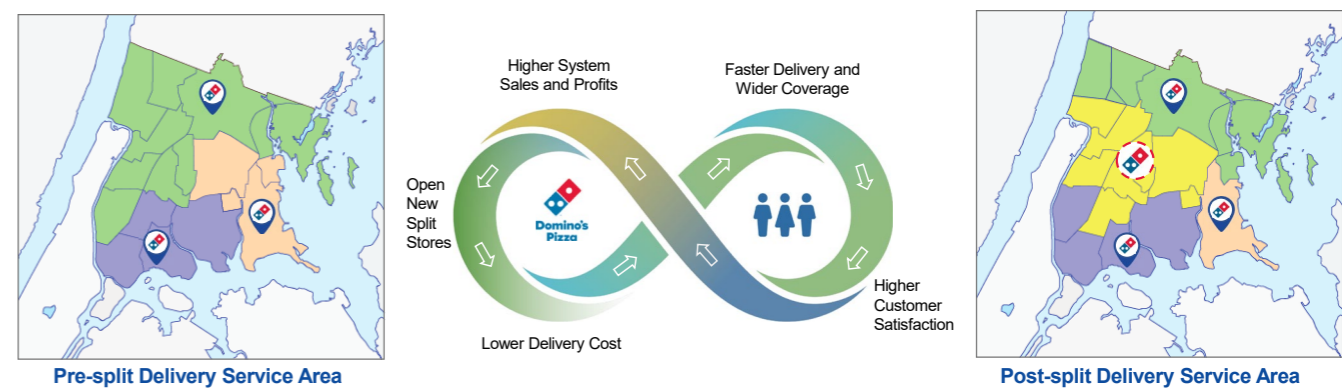 Higher System
Sales and Profits
Faster Delivery and
Wider Coverage
Open
New
Split
Stores
Domino's
Pizza
Higher
Customer
Satisfaction
Lower Delivery Cost
Pre-split Delivery Service Area
Post-split Delivery Service Area